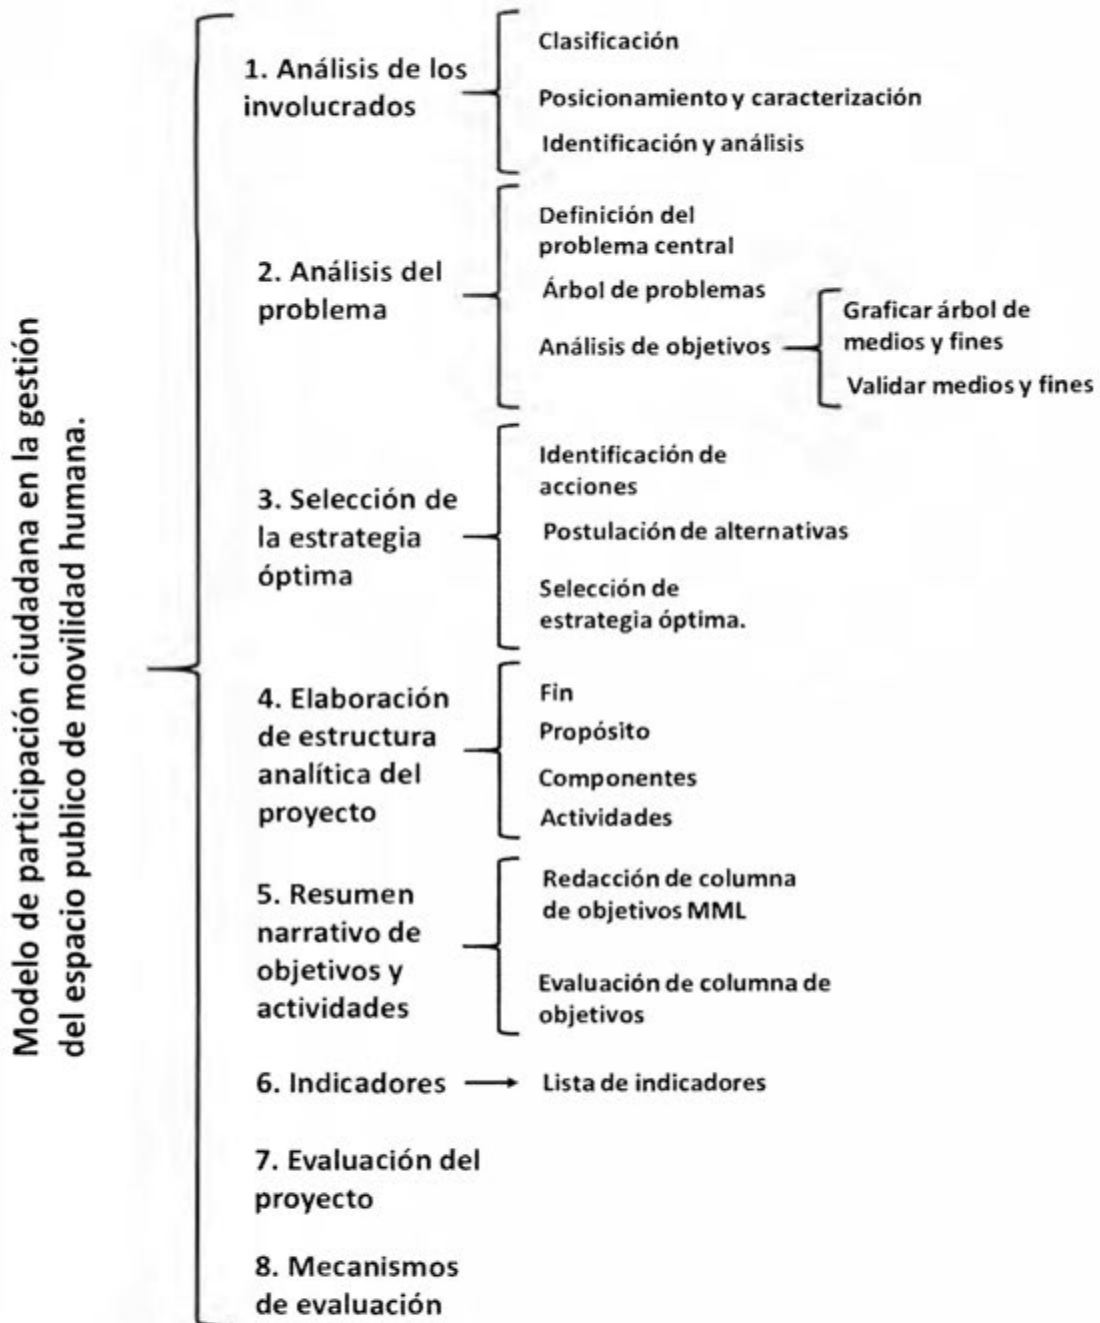 Modelo de participación ciudadana en la gestión
del espacio publico de movilidad humana.
1. Análisis de los
involucrados
Clasificación
Posicionamiento y caracterización
Identificación y análisis
2. Análisis del
problema
Definición del
problema central
Árbol de problemas
Análisis de objetivos
Graficar árbol de
medios y fines
Validar medios y fines
3. Selección de
la estrategia
óptima
Identificación de
acciones
Postulación de alternativas
Selección de
estrategia óptima.
4. Elaboración
de estructura
analítica del
proyecto
Fin
Propósito
Componentes
Actividades
5. Resumen
narrativo de
objetivos y
actividades
Redacción de columna
de objetivos MML
Evaluación de columna de
objetivos
6. Indicadores
Lista de indicadores
7. Evaluación del
proyecto
8. Mecanismos
de evaluación